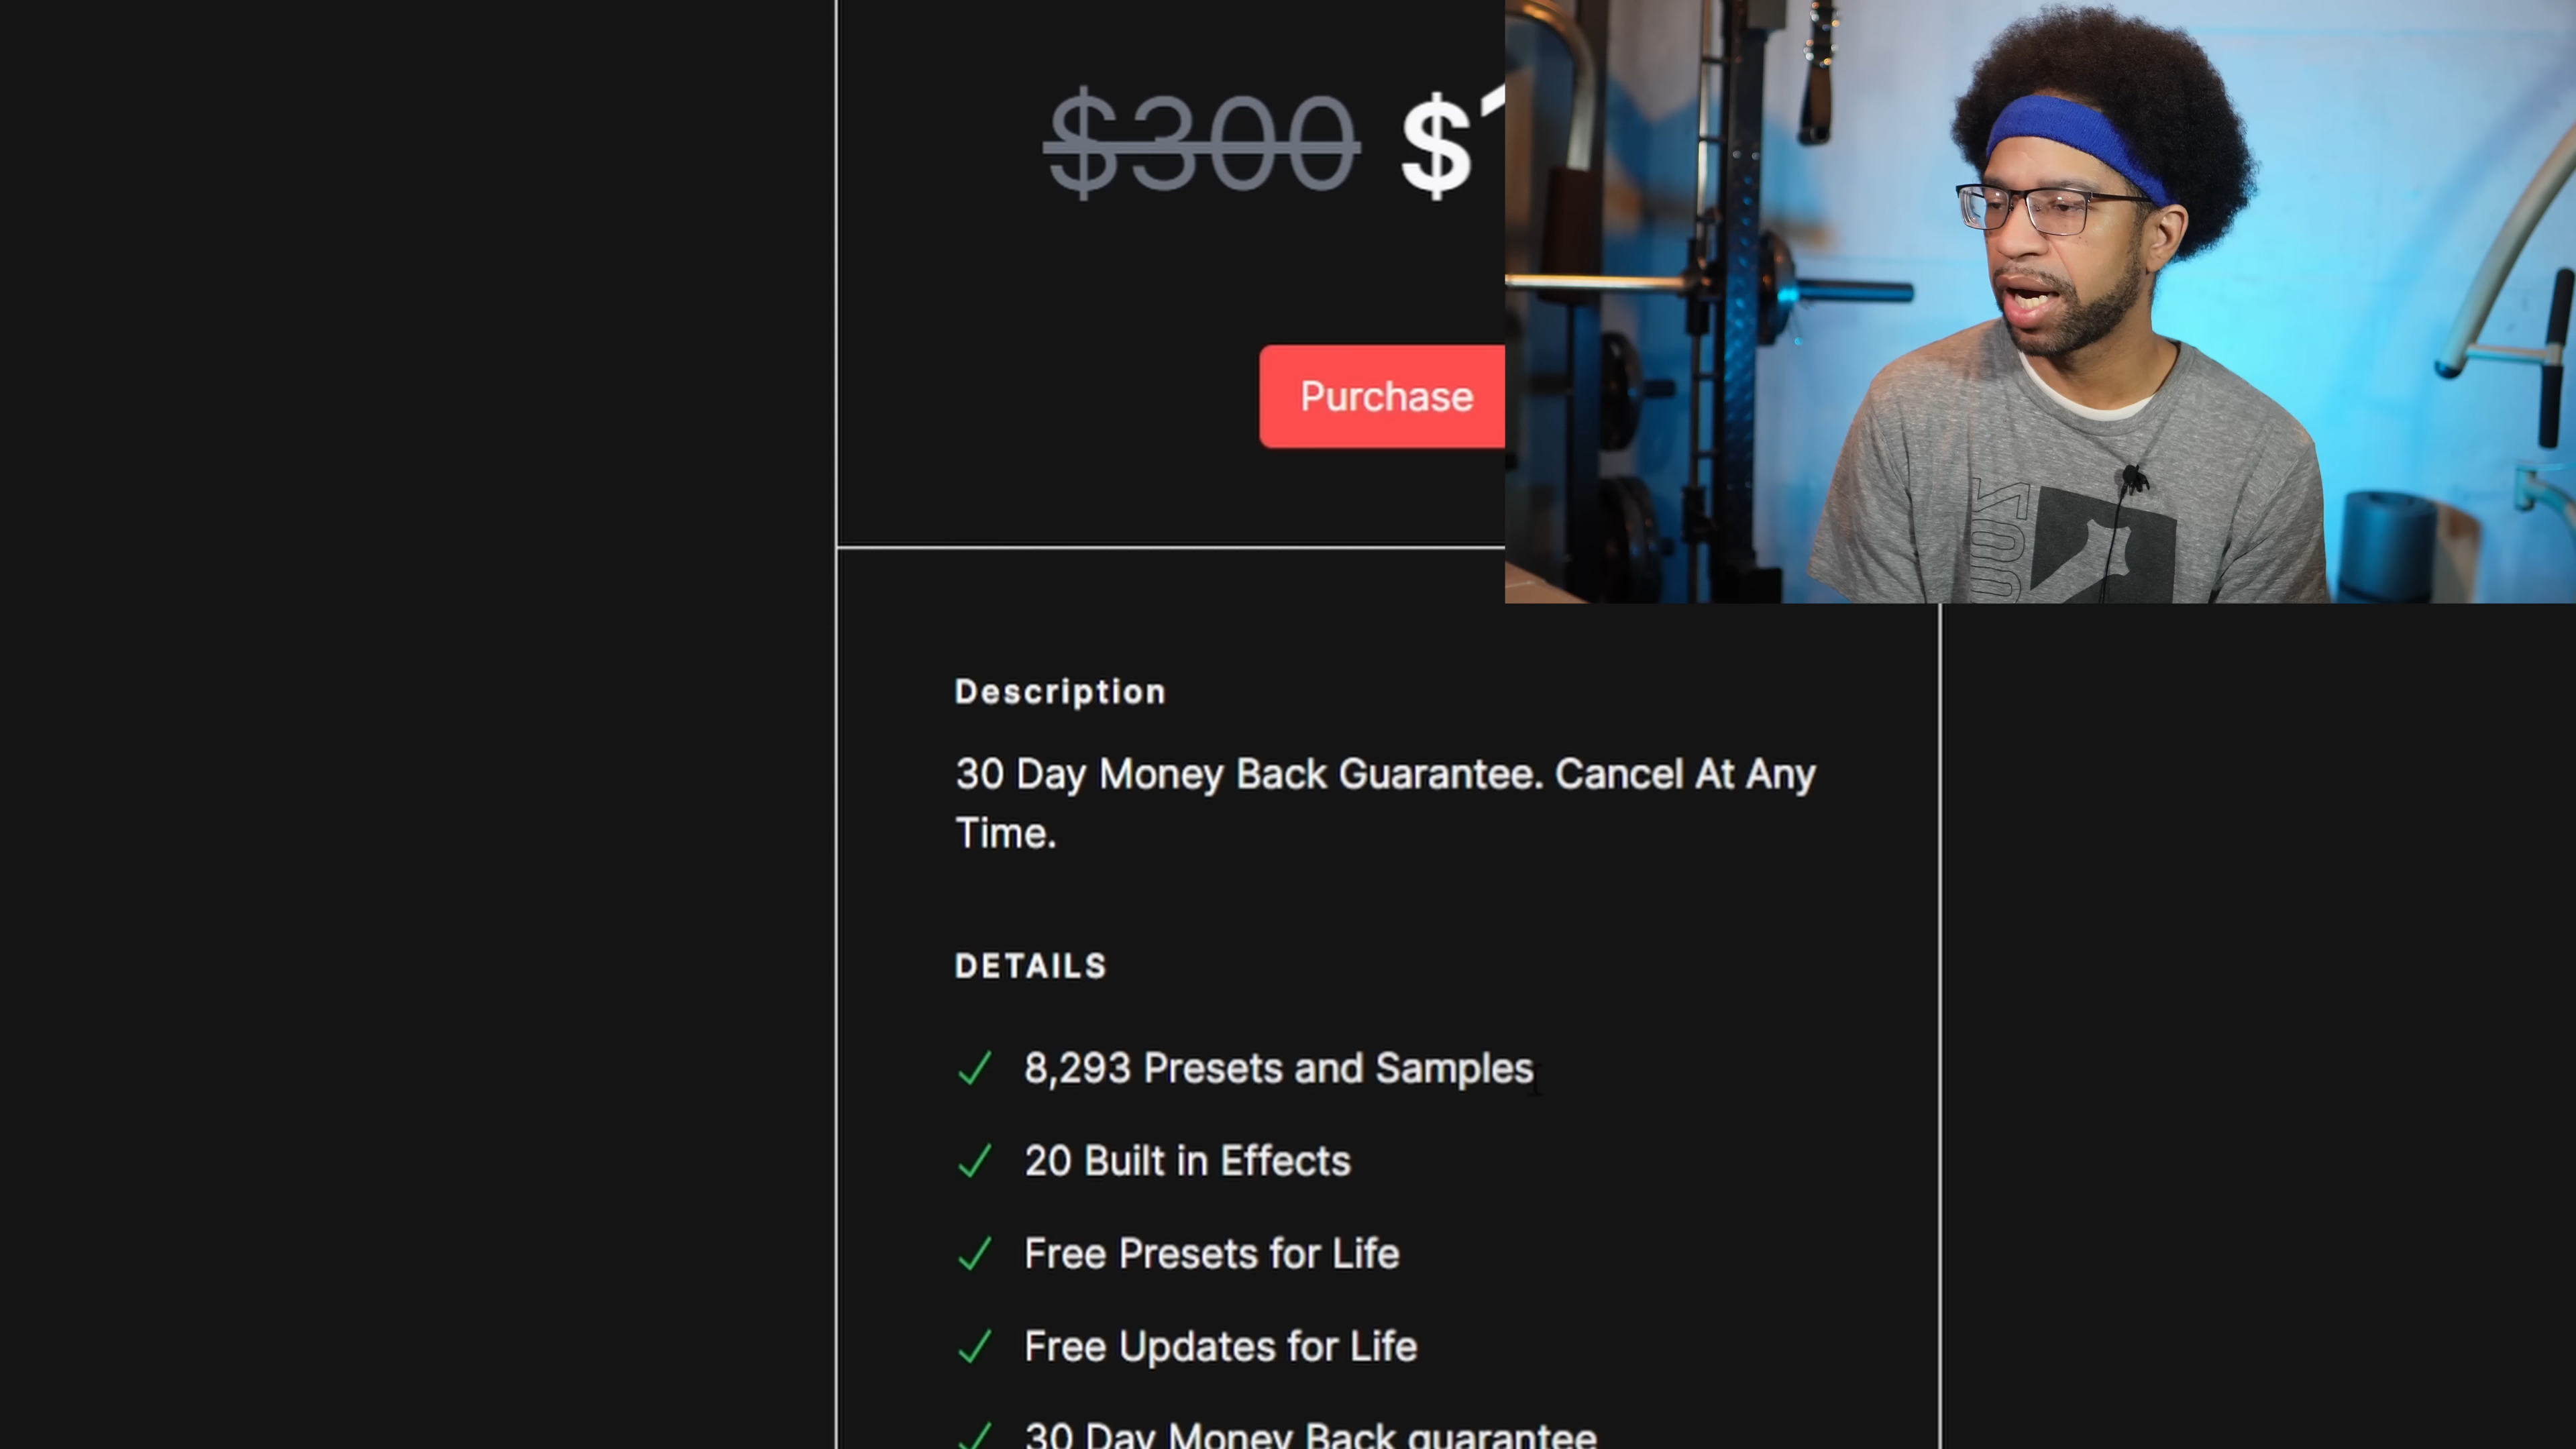 $300 $1
Purchase
Description
30 Day Money Back Guarantee. Cancel At Any
Time.
DETAILS
8,293 Presets and Samples
20 Built in Effects
Free Presets for Life
Free Updates for Life
30 Day Money Back guarantee